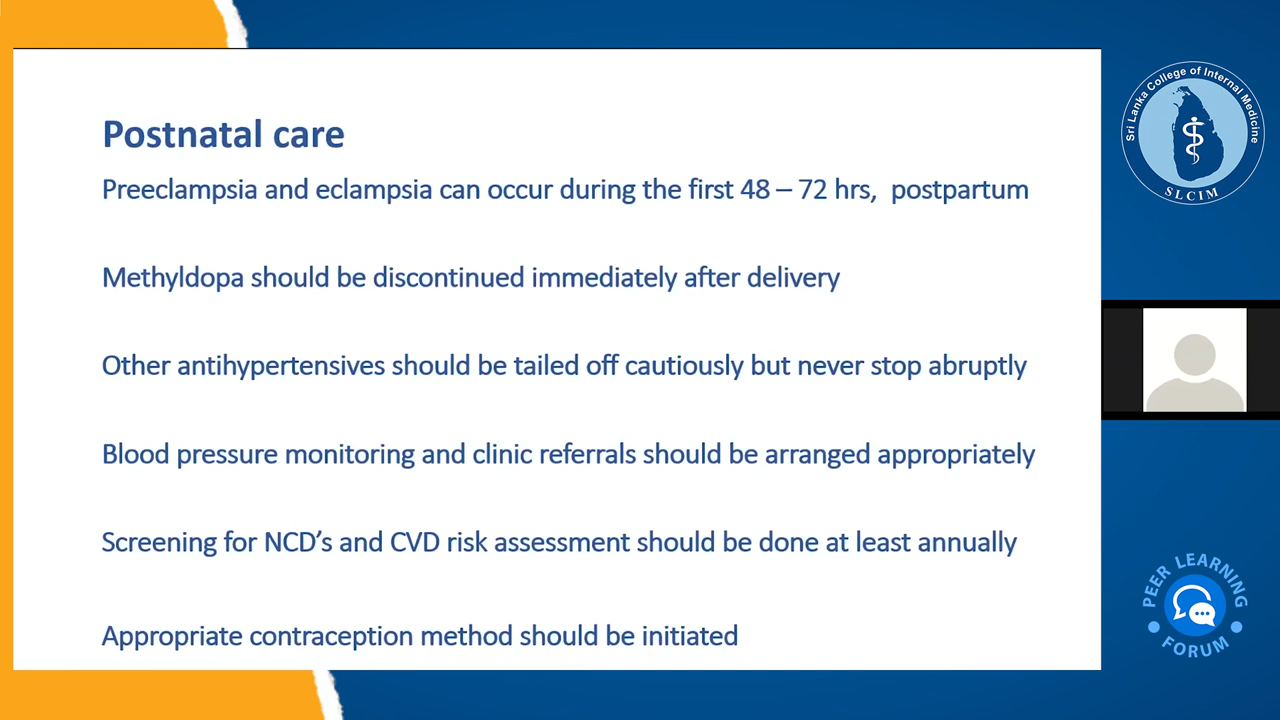 Postnatal care
Preeclampsia and eclampsia can occur during the first 48 – 72 hrs,  postpartum
Methyldopa should be discontinued immediately after delivery
Other antihypertensives should be tailed off cautiously but never stop abruptly
Blood pressure monitoring and clinic referrals should be arranged appropriately
Screening for NCD’s and CVD risk assessment should be done at least annually
Appropriate contraception method should be initiated
Sri Lanka College of Internal Medicine
SLCIM
PEER LEARNING
FORUM